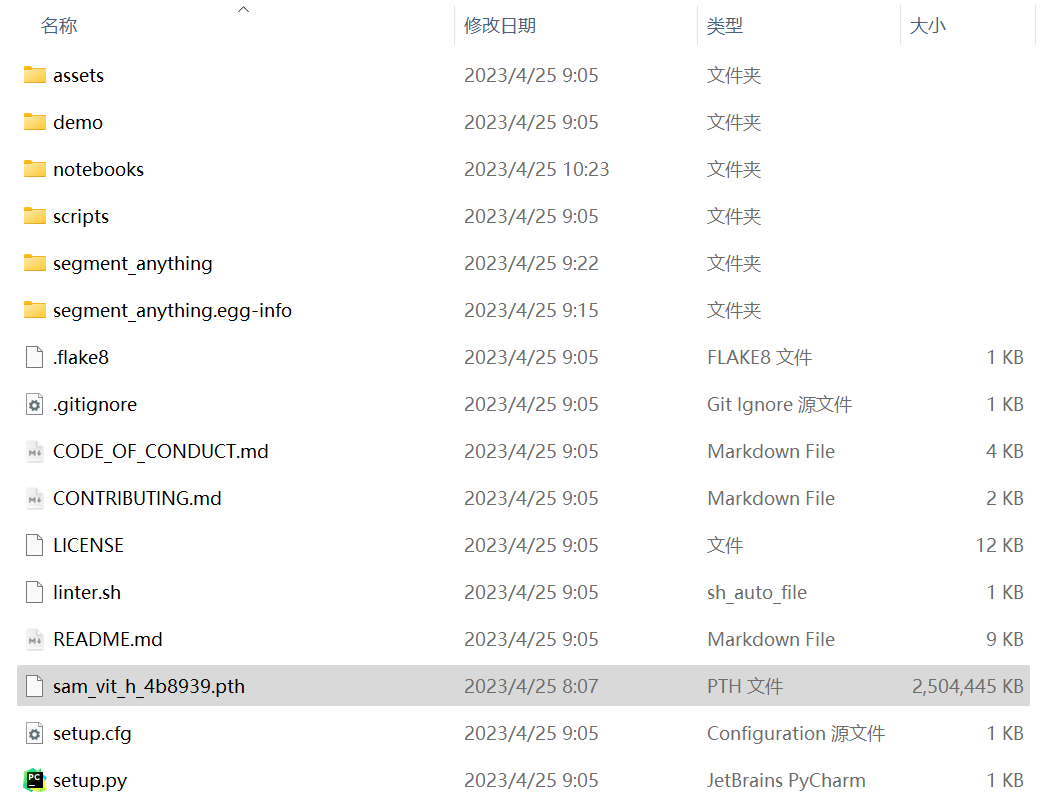 名称 修改日期 类型 大小
assets 2023/4/25 9:05 文件夹
demo 2023/4/25 9:05 文件夹
notebooks 2023/4/25 10:23 文件夹
scripts 2023/4/25 9:05 文件夹
segment_anything 2023/4/25 9:22 文件夹
segment_anything.egg-info 2023/4/25 9:15 文件夹
.flake8 2023/4/25 9:05 FLAKE8 文件 1 KB
.gitignore 2023/4/25 9:05 Git Ignore 源文件 1 KB
CODE_OF_CONDUCT.md 2023/4/25 9:05 Markdown File 4 KB
CONTRIBUTING.md 2023/4/25 9:05 Markdown File 2 KB
LICENSE 2023/4/25 9:05 文件 12 KB
linter.sh 2023/4/25 9:05 sh_auto_file 1 KB
README.md 2023/4/25 9:05 Markdown File 9 KB
sam_vit_h_4b8939.pth 2023/4/25 8:07 PTH 文件 2,504,445 KB
setup.cfg 2023/4/25 9:05 Configuration 源文件 1 KB
setup.py 2023/4/25 9:05 JetBrains PyCharm 1 KB